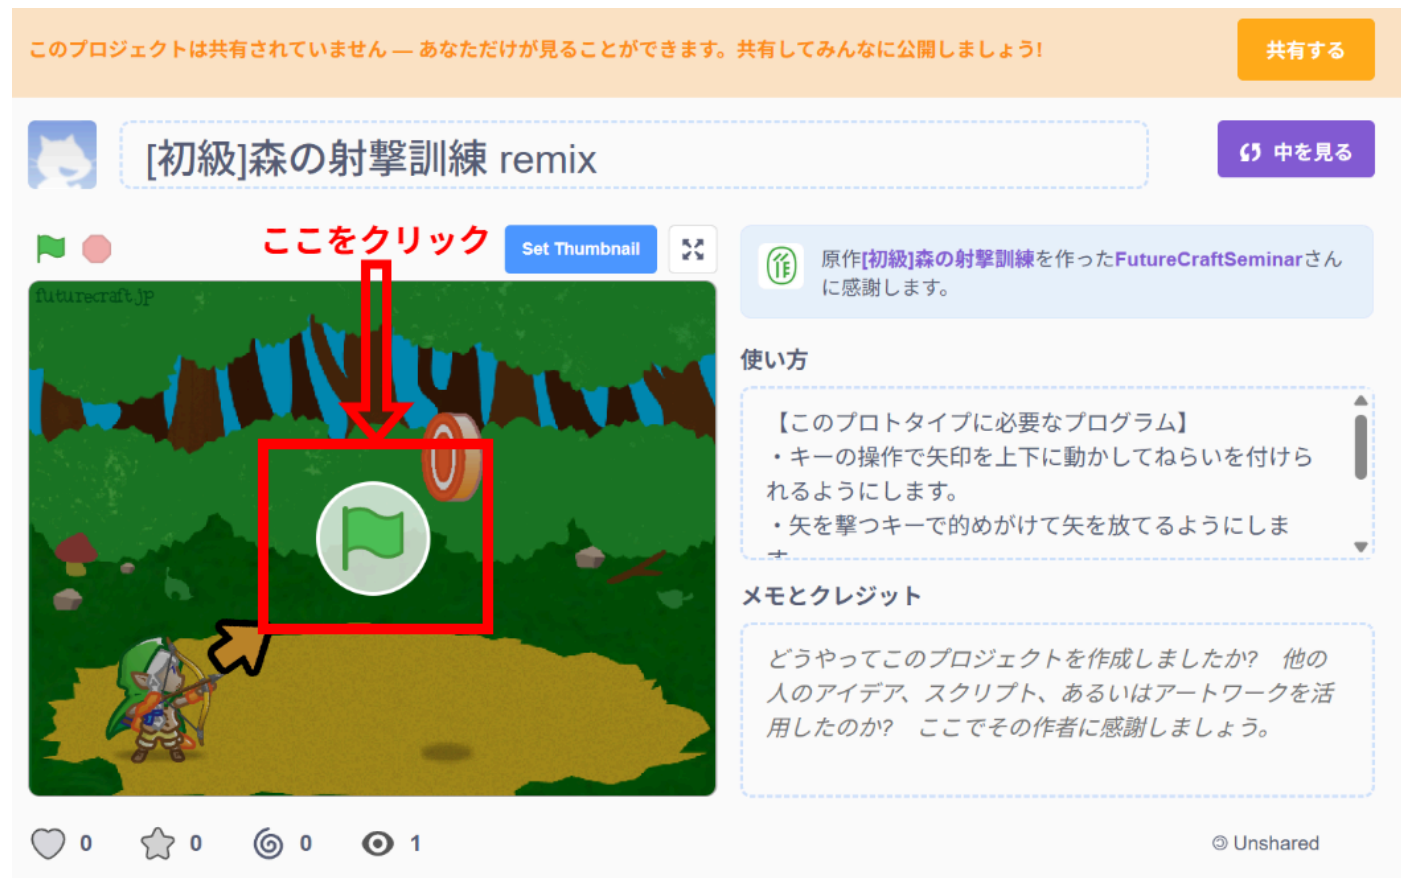 このプロジェクトは共有されていません — あなただけが見ることができます。共有してみんなに公開しましょう!
共有する
[初級]森の射撃訓練 remix
中を見る
ここをクリック
Set Thumbnail
futurecraft.jp
原作[初級]森の射撃訓練を作ったFutureCraftSeminarさん
に感謝します。
使い方
【このプロトタイプに必要なプログラム】
・キーの操作で矢印を上下に動かしてねらいを付けら
れるようにします。
・矢を撃つキーで的めがけて矢を放てるようにしま
メモとクレジット
どうやってこのプロジェクトを作成しましたか?　他の
人のアイデア、スクリプト、あるいはアートワークを活
用したのか?　ここでその作者に感謝しましょう。
0
0
0
1
Unshared